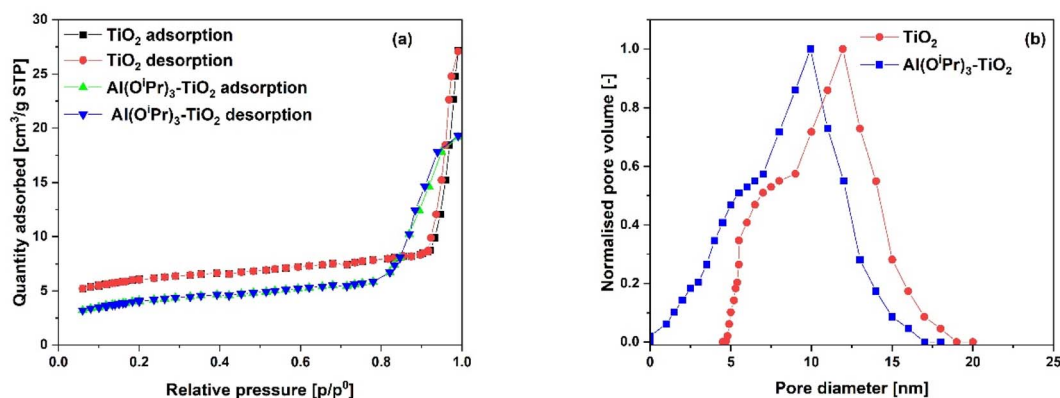 (a)
TiO₂ adsorption
TiO₂ desorption
Al(OⁱPr)₃-TiO₂ adsorption
Al(OⁱPr)₃-TiO₂ desorption
Quantity adsorbed [cm³/g STP]
30
25
20
15
10
5
0
0.0 0.2 0.4 0.6 0.8 1.0
Relative pressure [p/p⁰]
(b)
TiO₂
Al(OⁱPr)₃-TiO₂
Normalised pore volume [-]
1.0
0.8
0.6
0.4
0.2
0.0
0 5 10 15 20 25
Pore diameter [nm]